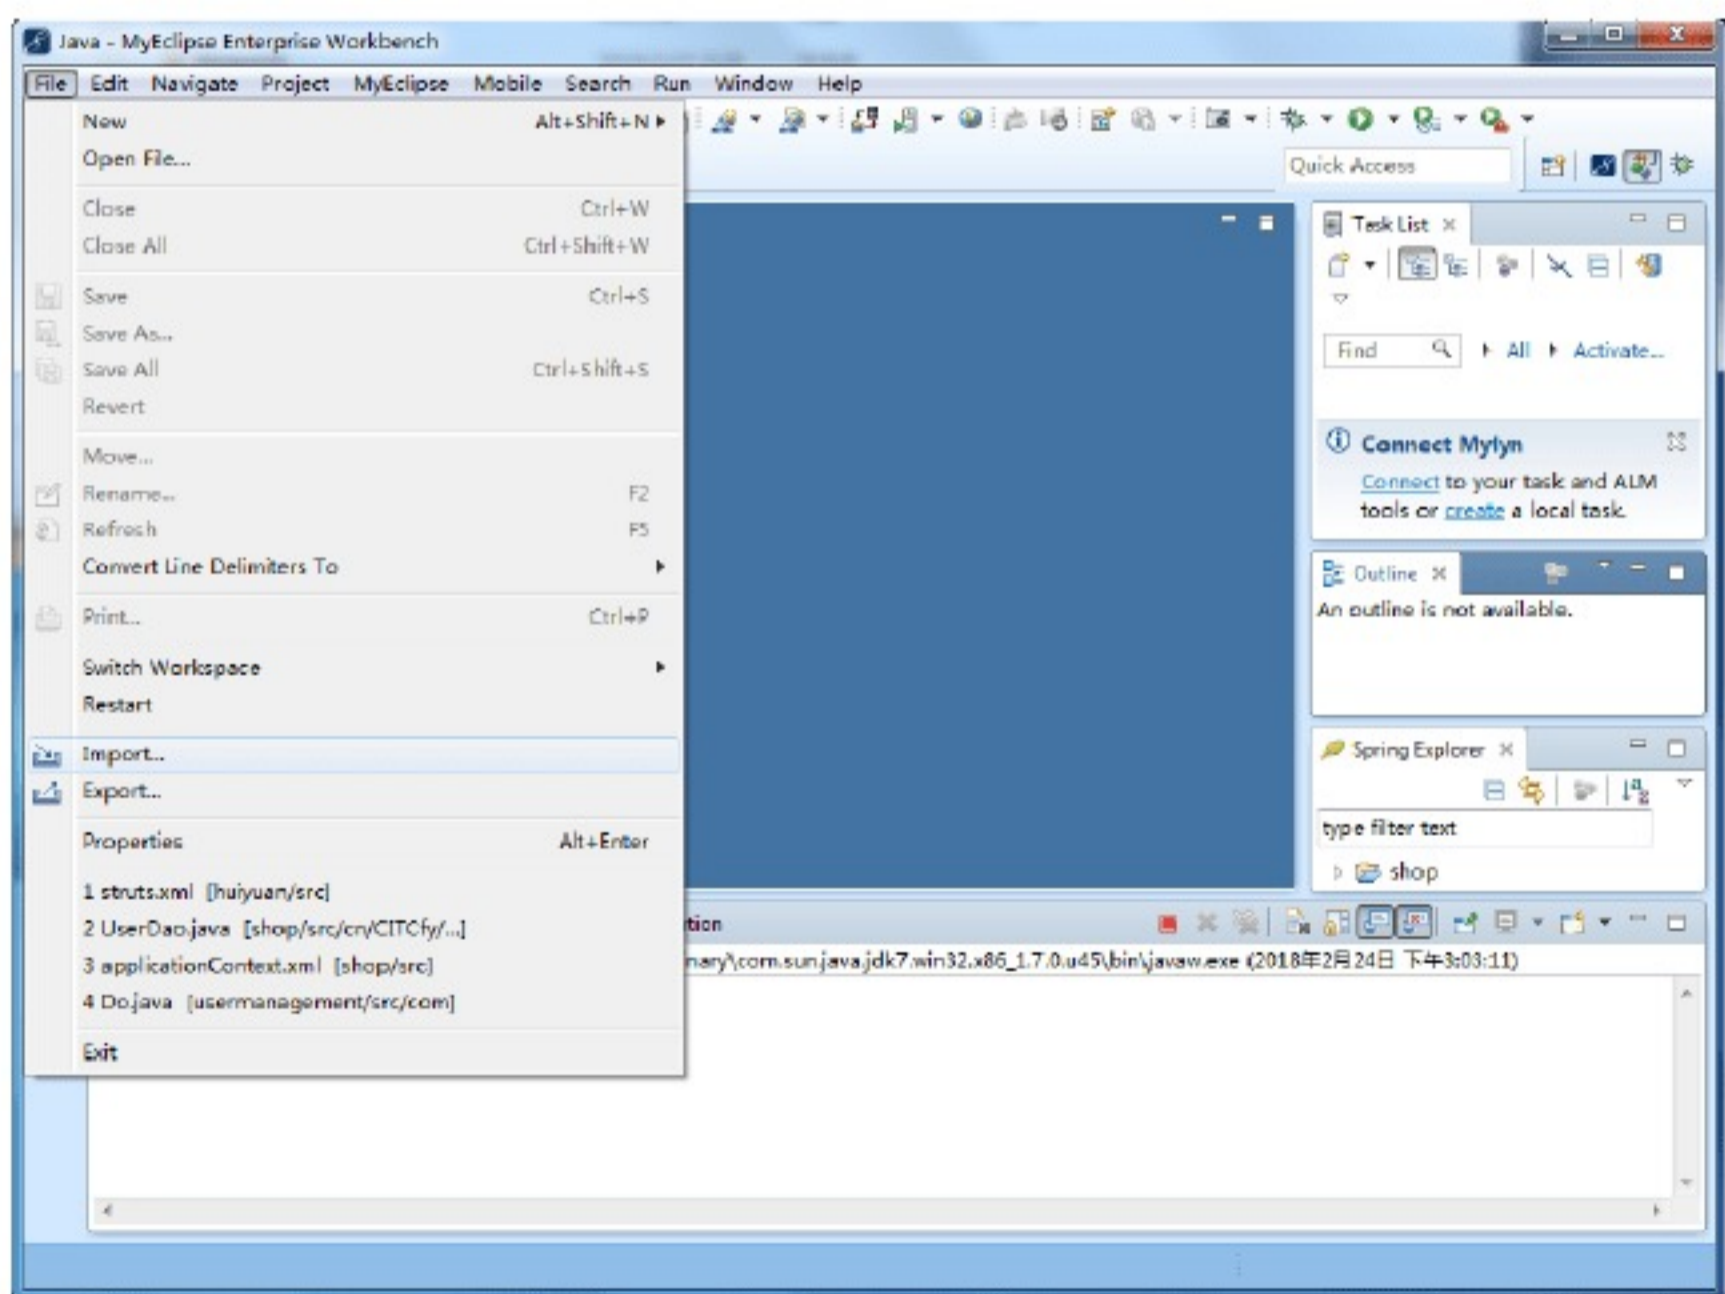 Java - MyEclipse Enterprise Workbench
File Edit Navigate Project MyEclipse Mobile Search Run Window Help
New Alt+Shift+N
Open File...
Close Ctrl+W
Close All Ctrl+Shift+W
Save Ctrl+S
Save As...
Save All Ctrl+Shift+S
Revert
Move...
Rename... F2
Refresh F5
Convert Line Delimiters To
Print... Ctrl+P
Switch Workspace
Restart
Import...
Export...
Properties Alt+Enter
1 struts.xml [huiyuan/src]
2 UserDao.java [shop/src/cn/CITCfy/...]
3 applicationContext.xml [shop/src]
4 Do.java [usermanagement/src/com]
Exit
Quick Access
Task List
Find All Activate...
Connect Mylyn
Connect to your task and ALM
tools or create a local task.
Outline
An outline is not available.
Spring Explorer
type filter text
shop
tion
nary\com.sun.java.jdk7.win32.x86_1.7.0.u45\bin\javaw.exe (2018年2月24日 下午3:03:11)